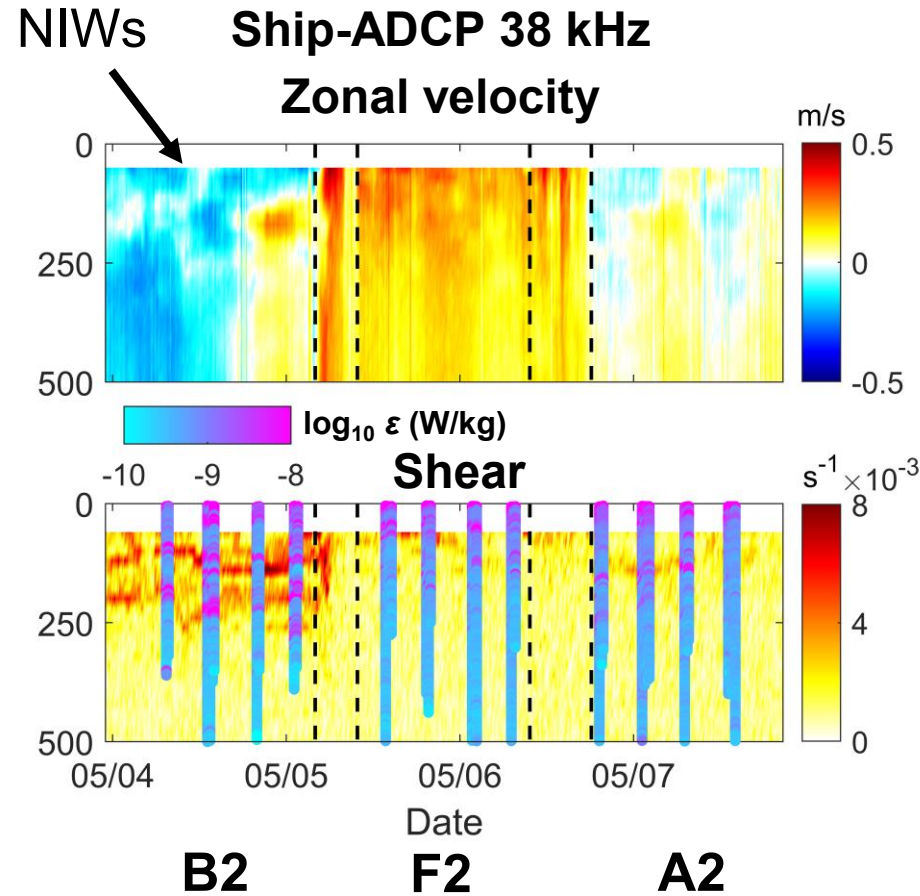 NIWs
Ship-ADCP 38 kHz
Zonal velocity
m/s
0
250
500
0.5
0
-0.5
log₁₀ ε (W/kg)
-10 -9 -8
Shear
s⁻¹ ×10⁻³
0
250
500
8
4
0
05/04 05/05 05/06 05/07
Date
B2 F2 A2